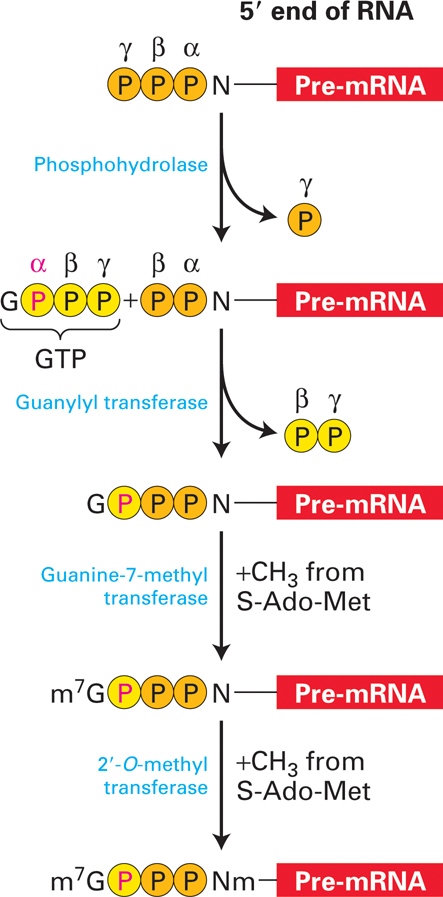 5′ end of RNA
γ β α
P P P N Pre-mRNA
Phosphohydrolase
γ
P
α β γ β α
G P P P + P P N Pre-mRNA
GTP
Guanylyl transferase
β γ
P P
G P P P N Pre-mRNA
Guanine-7-methyl
transferase
+CH₃ from
S-Ado-Met
m⁷G P P P N Pre-mRNA
2′-O-methyl
transferase
+CH₃ from
S-Ado-Met
m⁷G P P P Nm Pre-mRNA